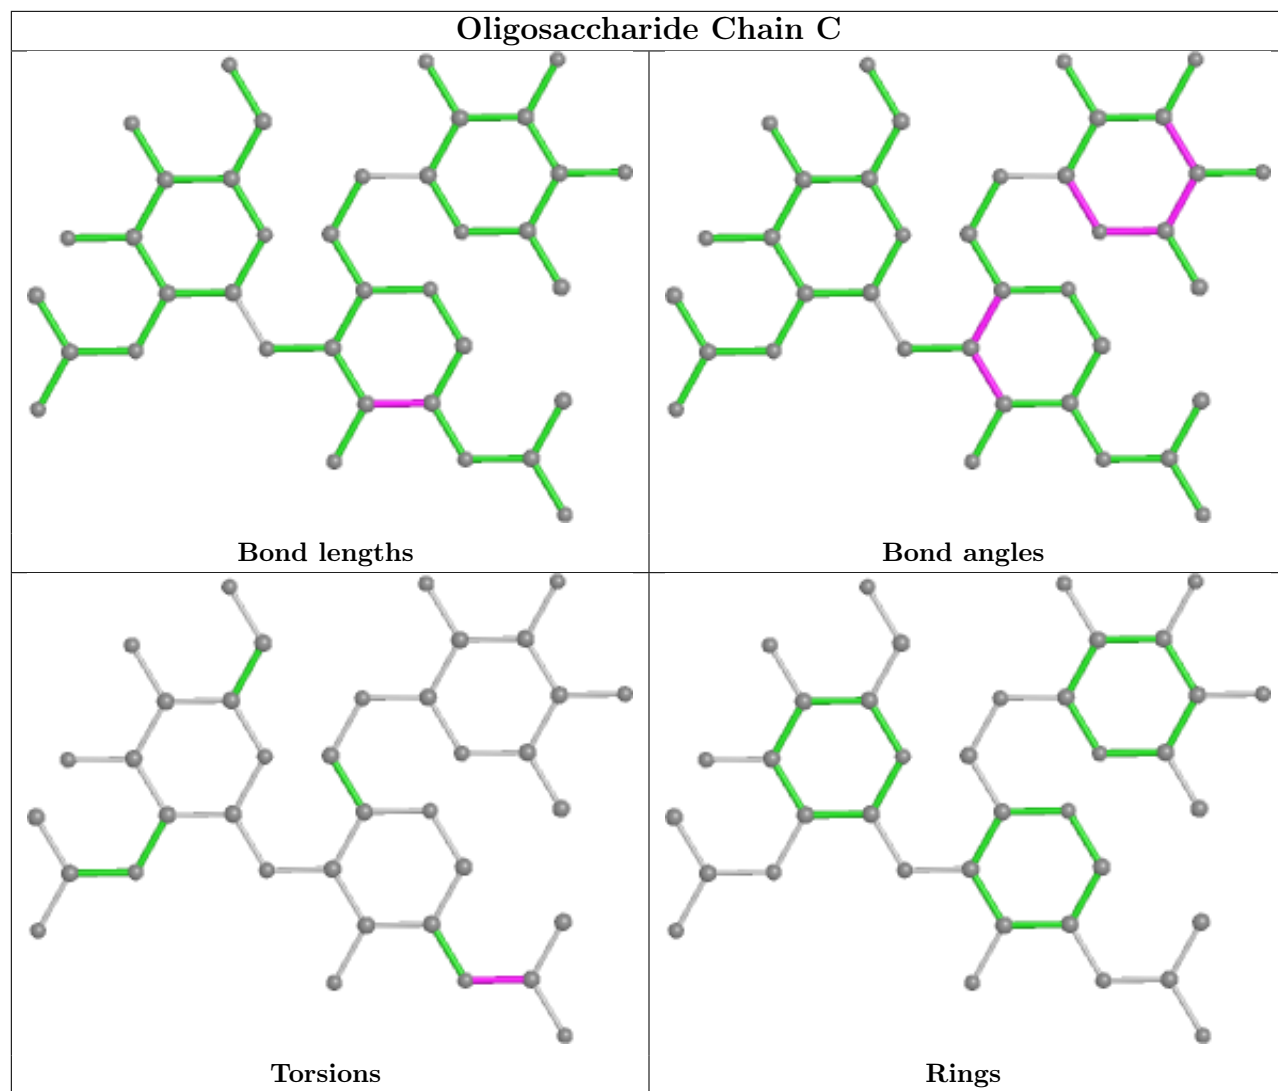 Oligosaccharide Chain C
Bond lengths
Bond angles
Torsions
Rings